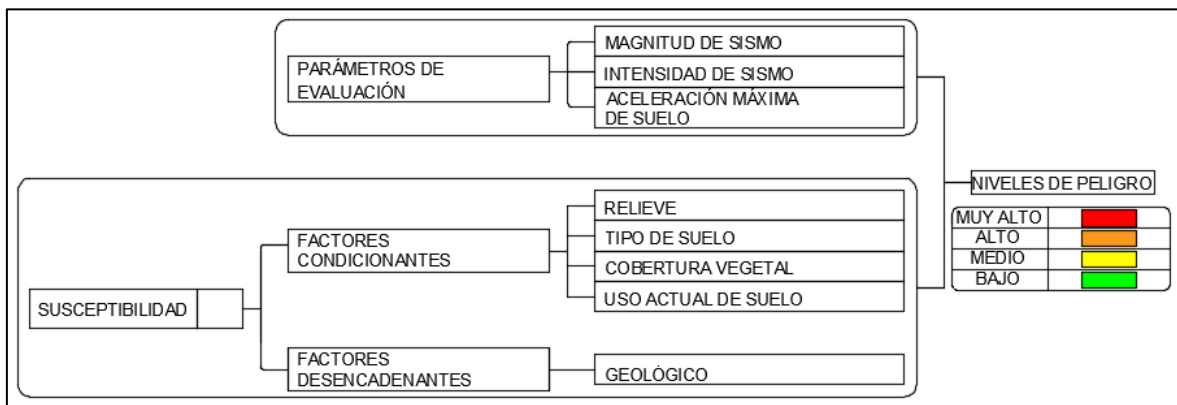 PARÁMETROS DE
EVALUACIÓN
MAGNITUD DE SISMO
INTENSIDAD DE SISMO
ACELERACIÓN MÁXIMA
DE SUELO
SUSCEPTIBILIDAD
FACTORES
CONDICIONANTES
RELIEVE
TIPO DE SUELO
COBERTURA VEGETAL
USO ACTUAL DE SUELO
FACTORES
DESENCADENANTES
GEOLÓGICO
NIVELES DE PELIGRO
MUY ALTO
ALTO
MEDIO
BAJO